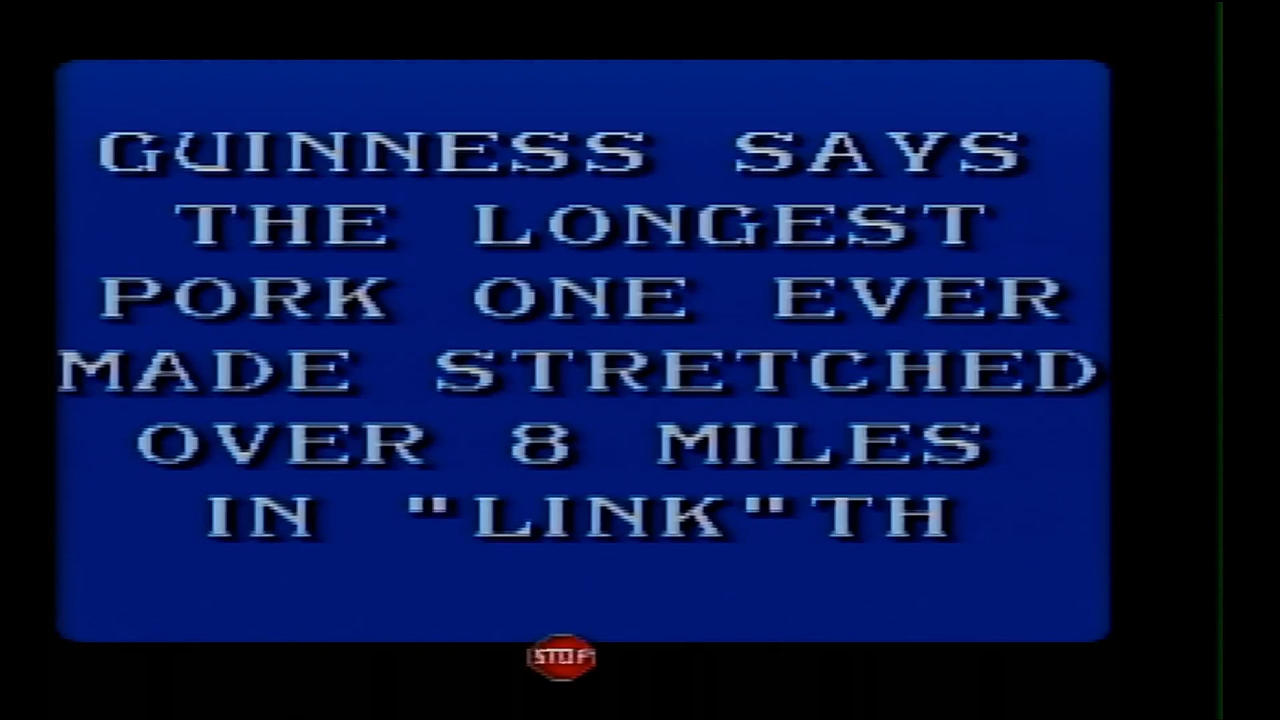 GUINNESS SAYS
THE LONGEST
PORK ONE EVER
MADE STRETCHED
OVER 8 MILES
IN "LINK"TH
STOP